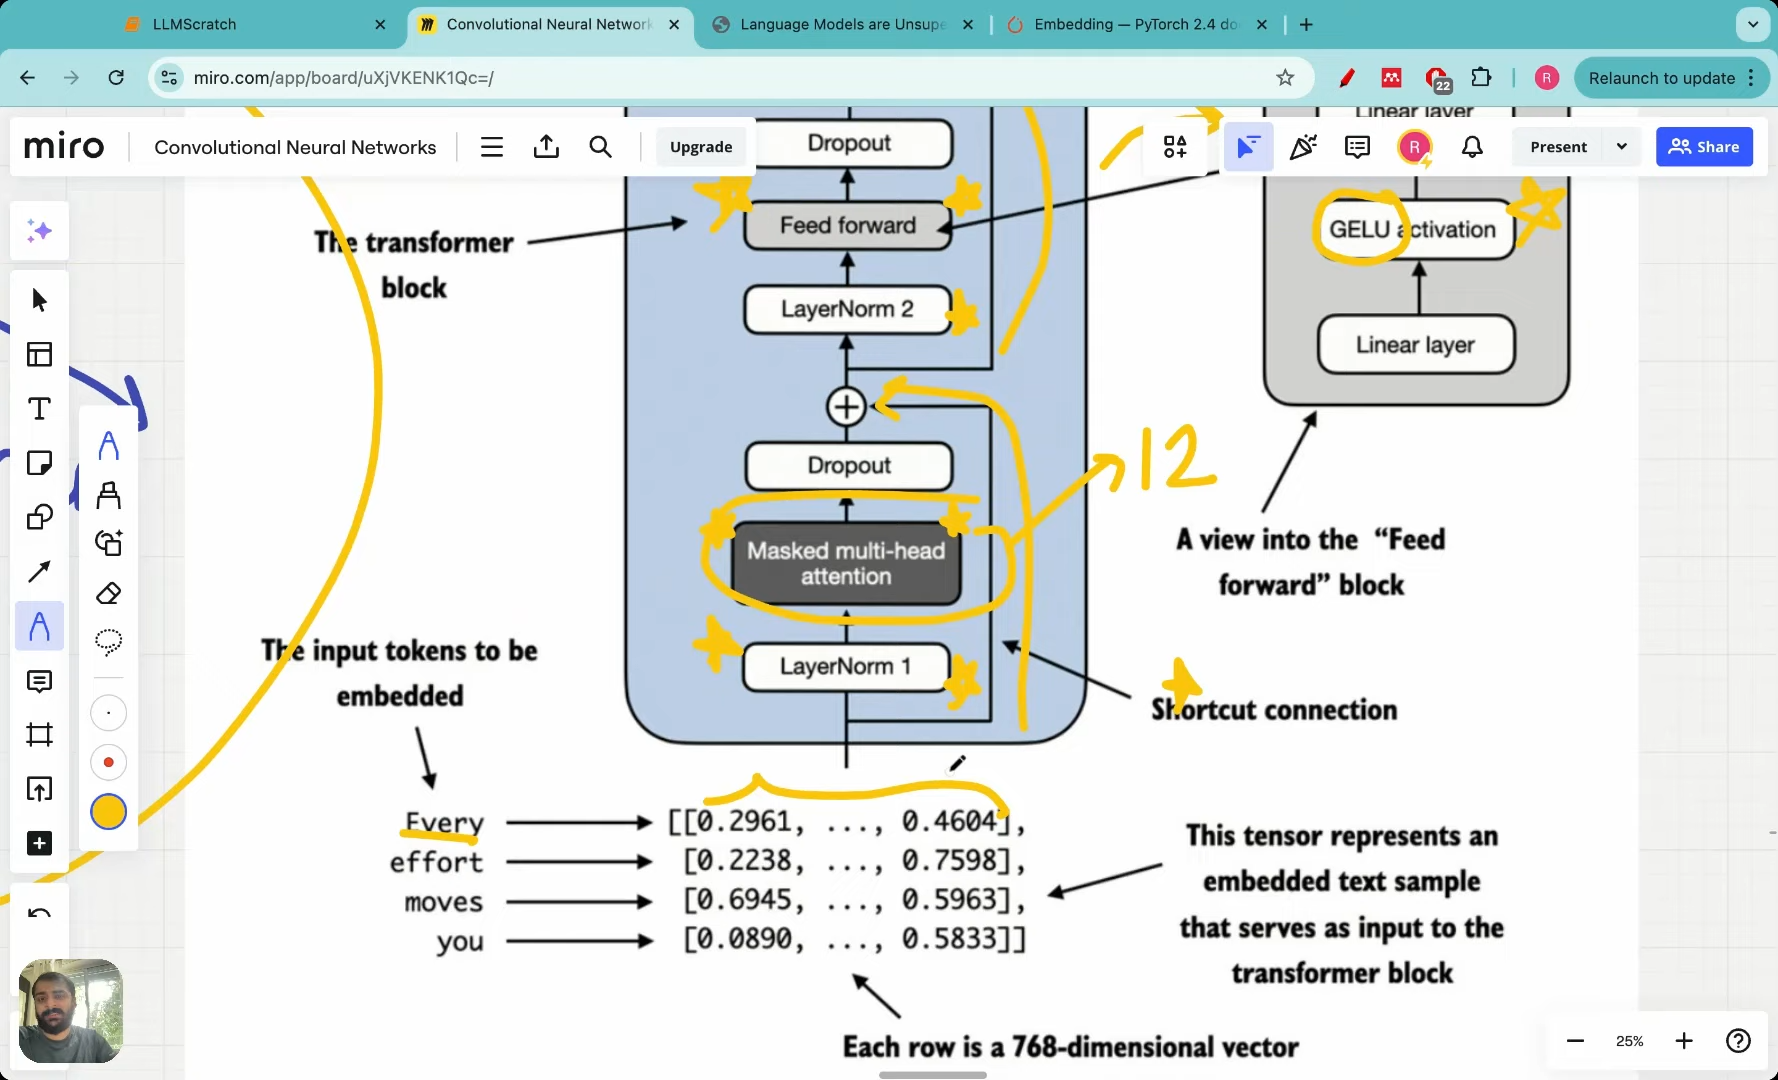 LLMScratch
Convolutional Neural Network
Language Models are Unsupe
Embedding — PyTorch 2.4 do
miro.com/app/board/uXjVKENK1Qc=/
22
R
Relaunch to update
miro
Convolutional Neural Networks
Upgrade
R
Present
Share
Linear layer
Dropout
The transformer
block
Feed forward
GELU activation
LayerNorm 2
Linear layer
Dropout
12
Masked multi-head
attention
A view into the “Feed
forward” block
The input tokens to be
embedded
LayerNorm 1
Shortcut connection
Every [[0.2961, ..., 0.4604],
effort [0.2238, ..., 0.7598],
moves [0.6945, ..., 0.5963],
you [0.0890, ..., 0.5833]]
This tensor represents an
embedded text sample
that serves as input to the
transformer block
Each row is a 768-dimensional vector
25%